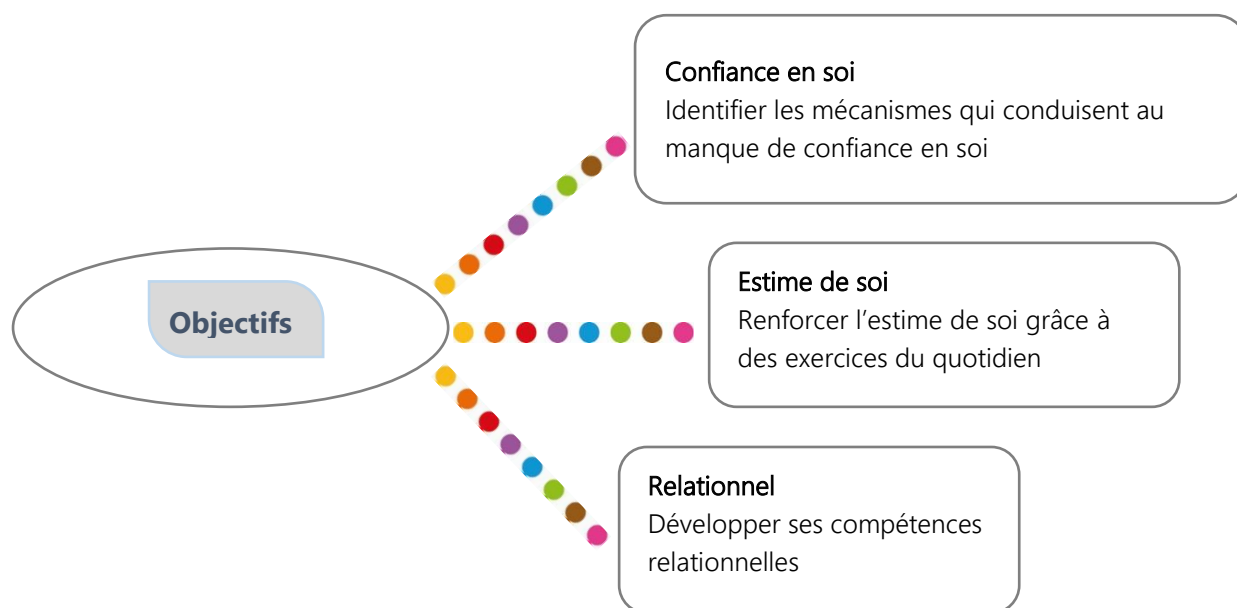 Confiance en soi
Identifier les mécanismes qui conduisent au
manque de confiance en soi
Objectifs
Estime de soi
Renforcer l’estime de soi grâce à
des exercices du quotidien
Relationnel
Développer ses compétences
relationnelles